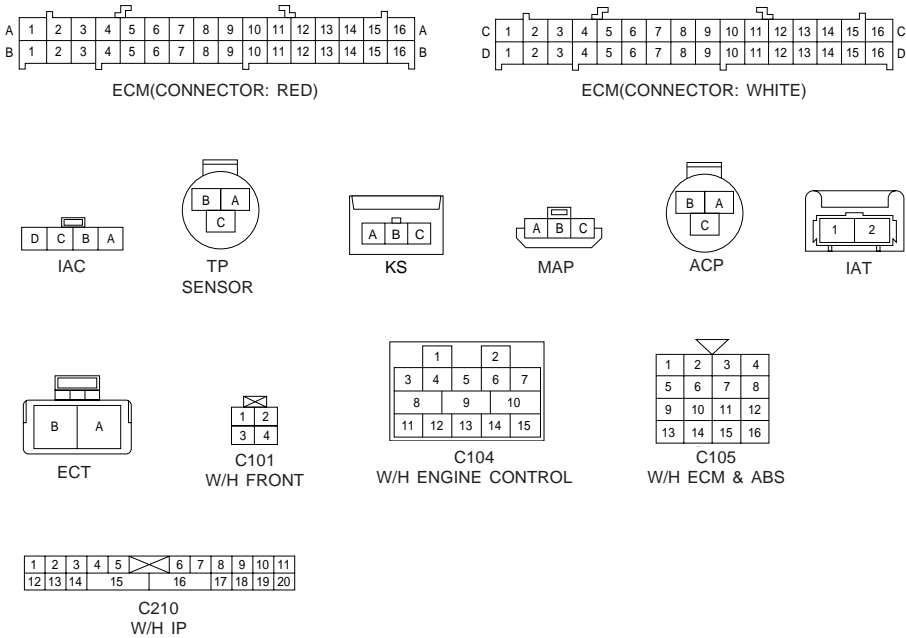 A 1 2 3 4 5 6 7 8 9 10 11 12 13 14 15 16 A
B 1 2 3 4 5 6 7 8 9 10 11 12 13 14 15 16 B
ECM(CONNECTOR: RED)
C 1 2 3 4 5 6 7 8 9 10 11 12 13 14 15 16 C
D 1 2 3 4 5 6 7 8 9 10 11 12 13 14 15 16 D
ECM(CONNECTOR: WHITE)
D C B A
IAC
B A
C
TP
SENSOR
A B C
KS
A B C
MAP
B A
C
ACP
1 2
IAT
B A
ECT
1 2
3 4
C101
W/H FRONT
1 2
3 4 5 6 7
8 9 10
11 12 13 14 15
C104
W/H ENGINE CONTROL
1 2 3 4
5 6 7 8
9 10 11 12
13 14 15 16
C105
W/H ECM & ABS
1 2 3 4 5 6 7 8 9 10 11
12 13 14 15 16 17 18 19 20
C210
W/H IP